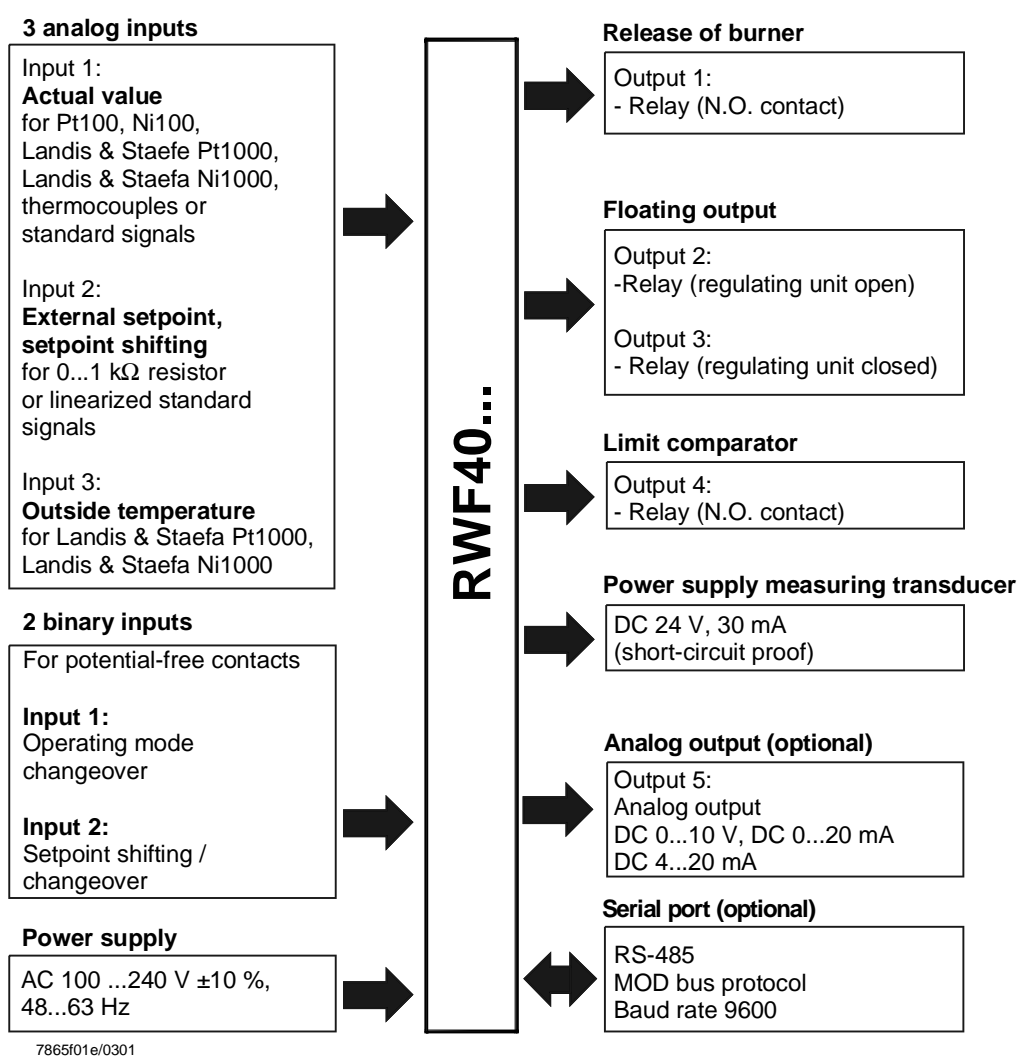 3 analog inputs
Input 1:
Actual value
for Pt100, Ni100,
Landis & Staefe Pt1000,
Landis & Staefa Ni1000,
thermocouples or
standard signals
Input 2:
External setpoint,
setpoint shifting
for 0...1 kΩ resistor
or linearized standard
signals
Input 3:
Outside temperature
for Landis & Staefa Pt1000,
Landis & Staefa Ni1000
2 binary inputs
For potential-free contacts
Input 1:
Operating mode
changeover
Input 2:
Setpoint shifting /
changeover
Power supply
AC 100 ...240 V ±10 %,
48...63 Hz
7865f01e/0301
RWF40...
Release of burner
Output 1:
- Relay (N.O. contact)
Floating output
Output 2:
-Relay (regulating unit open)
Output 3:
- Relay (regulating unit closed)
Limit comparator
Output 4:
- Relay (N.O. contact)
Power supply measuring transducer
DC 24 V, 30 mA
(short-circuit proof)
Analog output (optional)
Output 5:
Analog output
DC 0...10 V, DC 0...20 mA
DC 4...20 mA
Serial port (optional)
RS-485
MOD bus protocol
Baud rate 9600